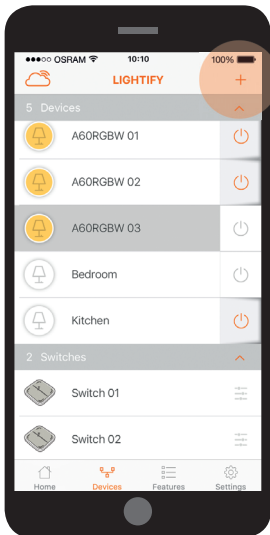 OSRAM 10:10 100%
LIGHTIFY +
5 Devices
A60RGBW 01
A60RGBW 02
A60RGBW 03
Bedroom
Kitchen
2 Switches
Switch 01
Switch 02
Home Devices Features Settings